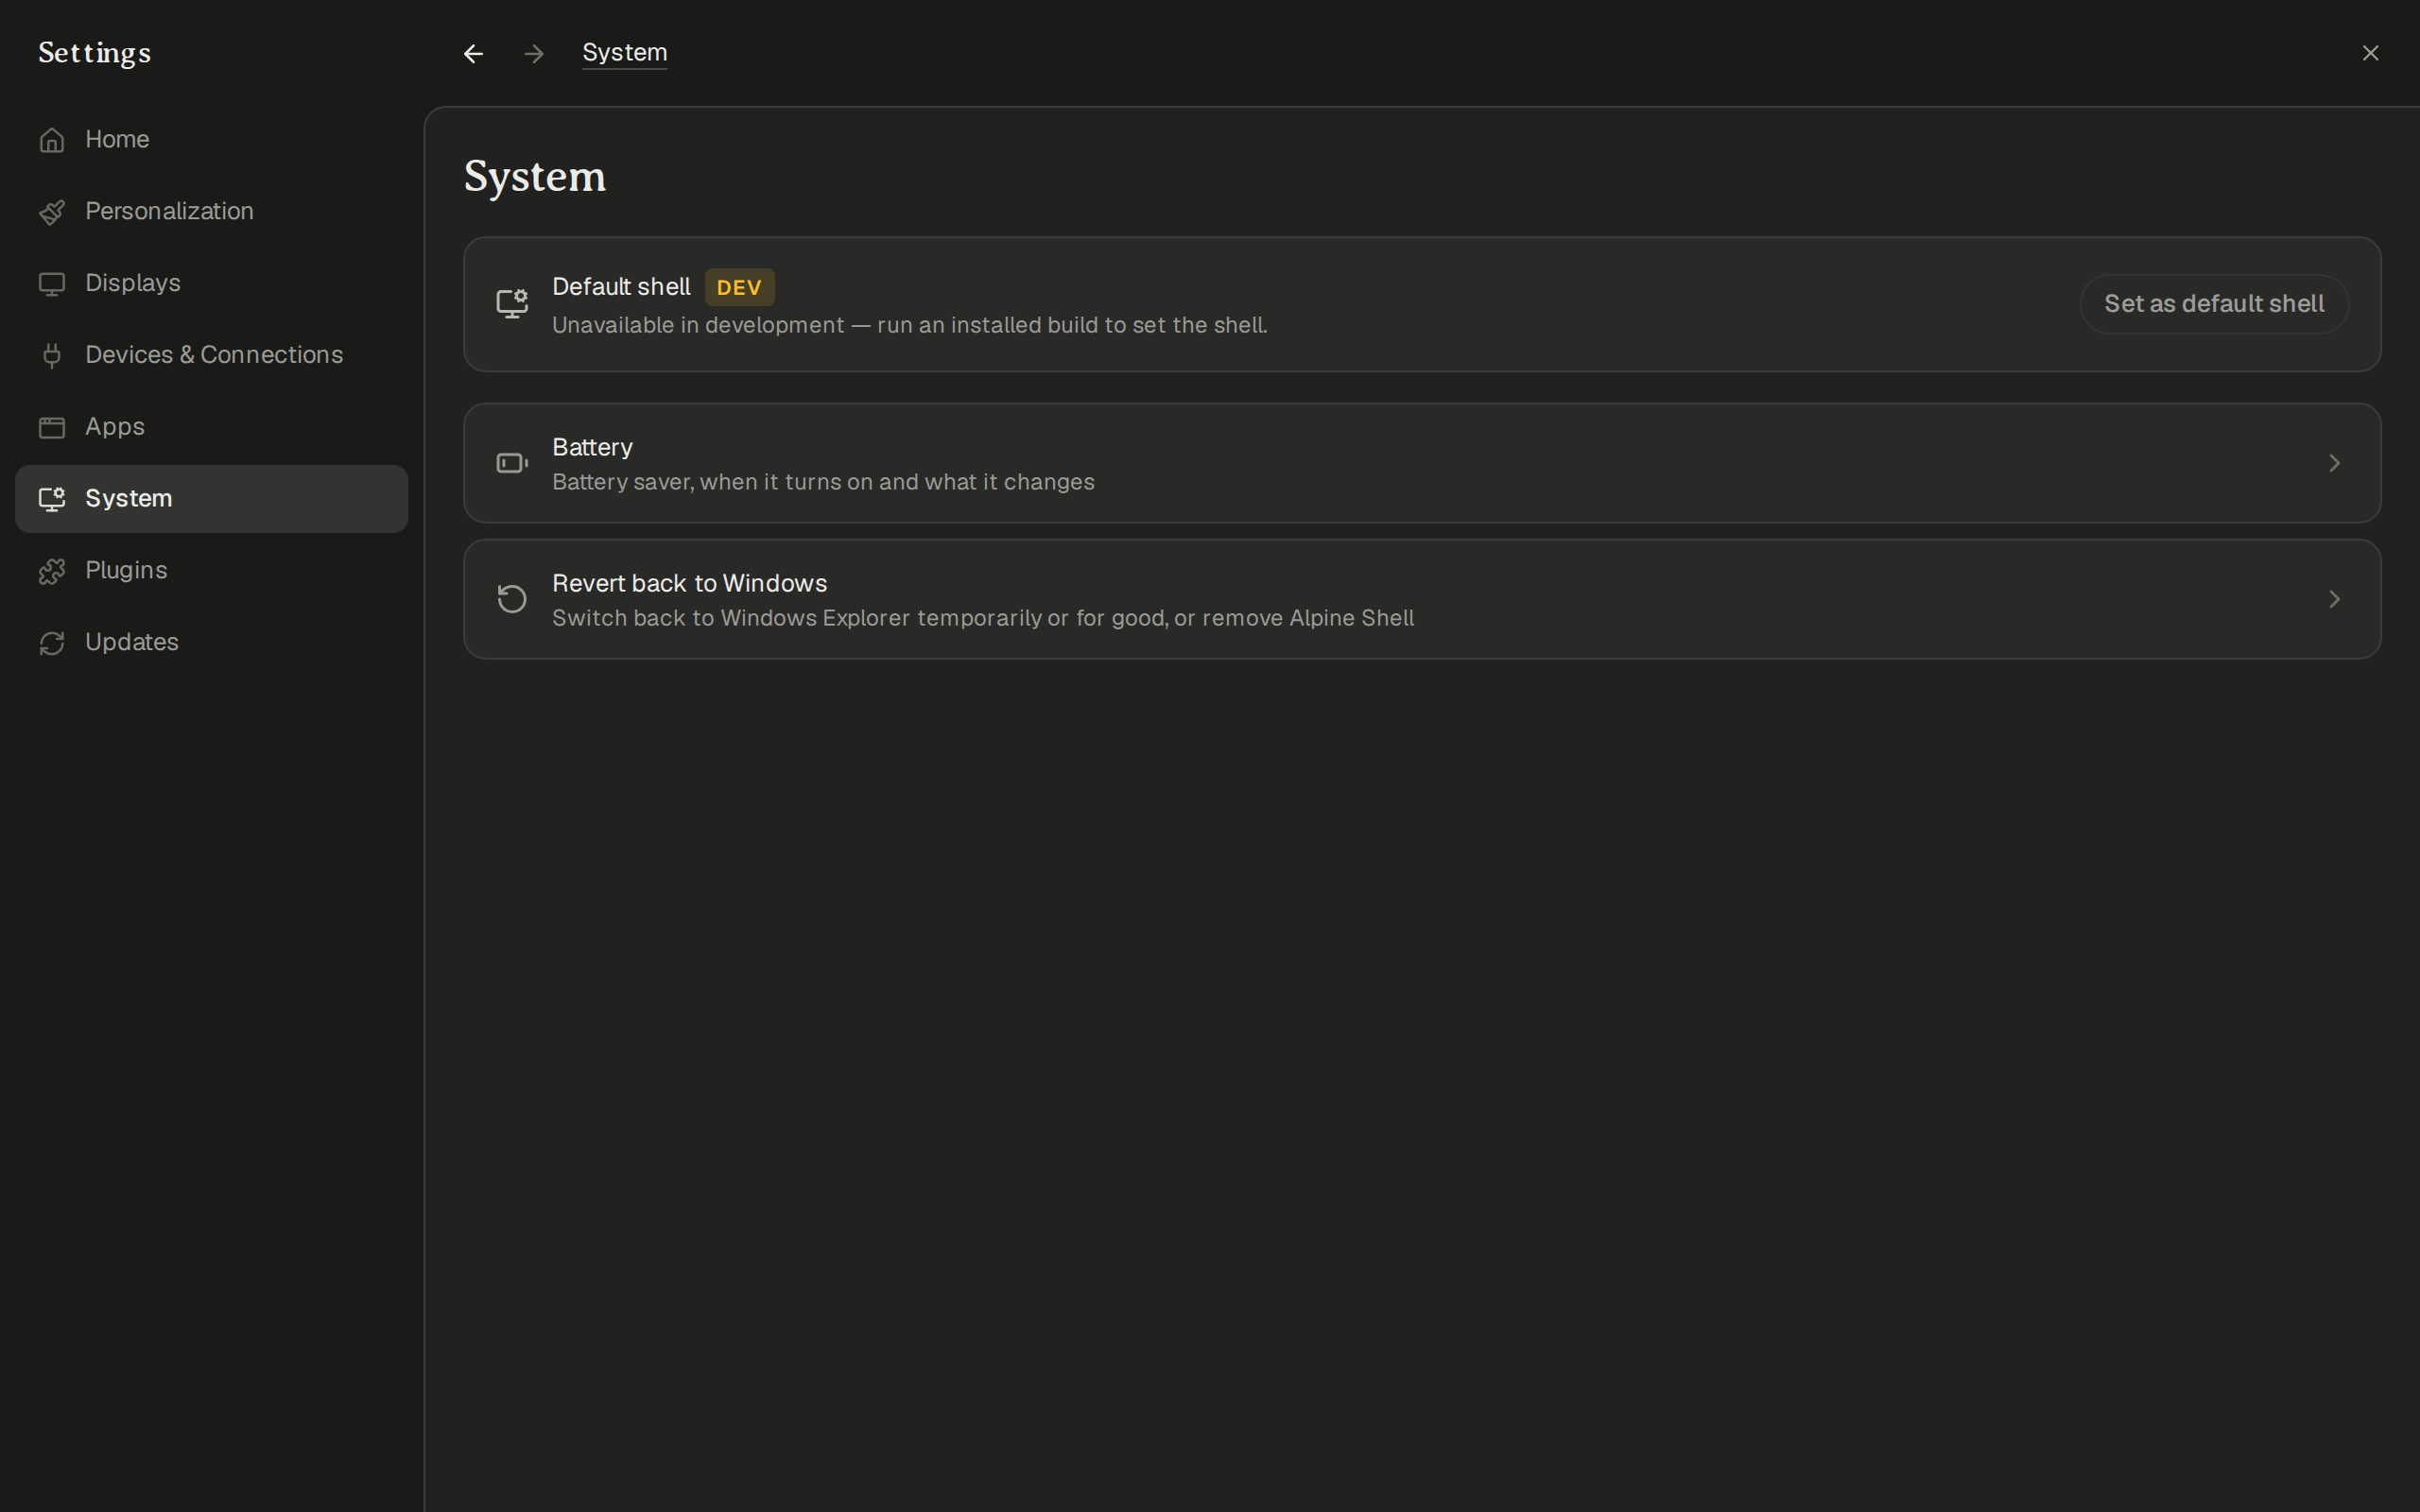 Settings
System
Home
Personalization
Displays
Devices & Connections
Apps
System
Plugins
Updates
System
Default shell DEV
Unavailable in development — run an installed build to set the shell.
Set as default shell
Battery
Battery saver, when it turns on and what it changes
Revert back to Windows
Switch back to Windows Explorer temporarily or for good, or remove Alpine Shell